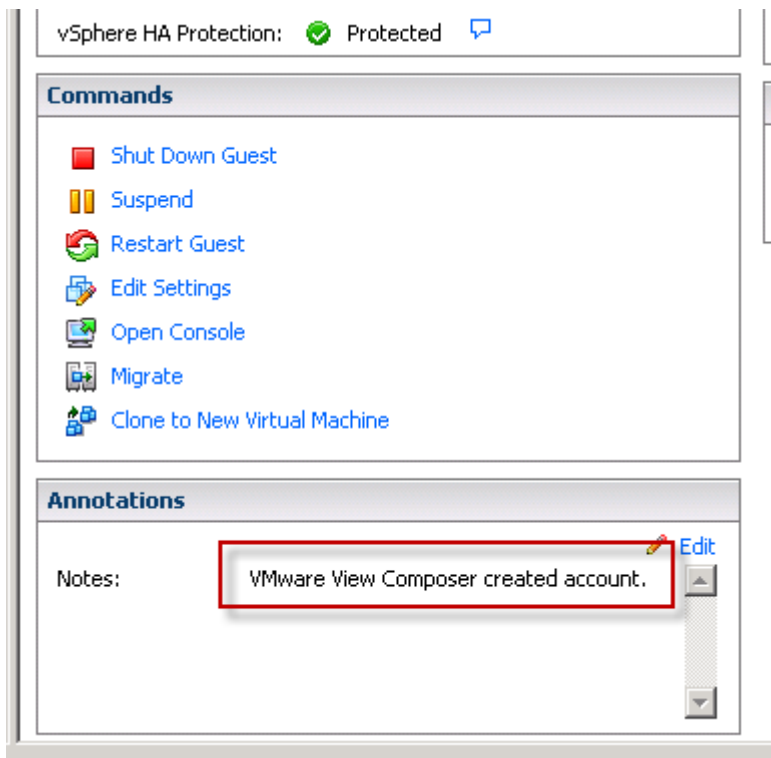 vSphere HA Protection: Protected
Commands
Shut Down Guest
Suspend
Restart Guest
Edit Settings
Open Console
Migrate
Clone to New Virtual Machine
Annotations
Edit
Notes: VMware View Composer created account.